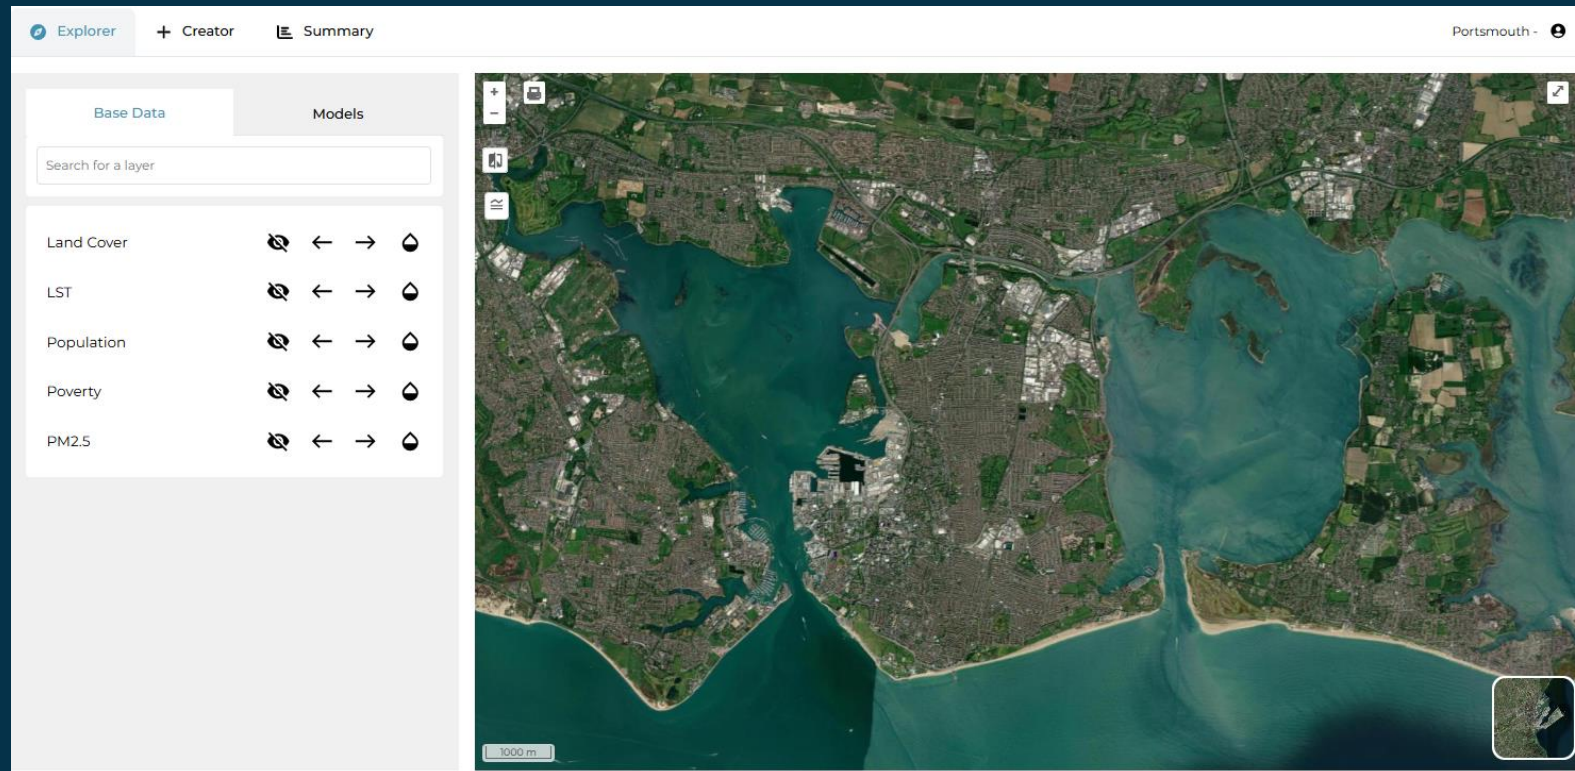 Explorer
+ Creator
Summary
Portsmouth -
Base Data
Models
Search for a layer
Land Cover
LST
Population
Poverty
PM2.5
+
−
1000 m